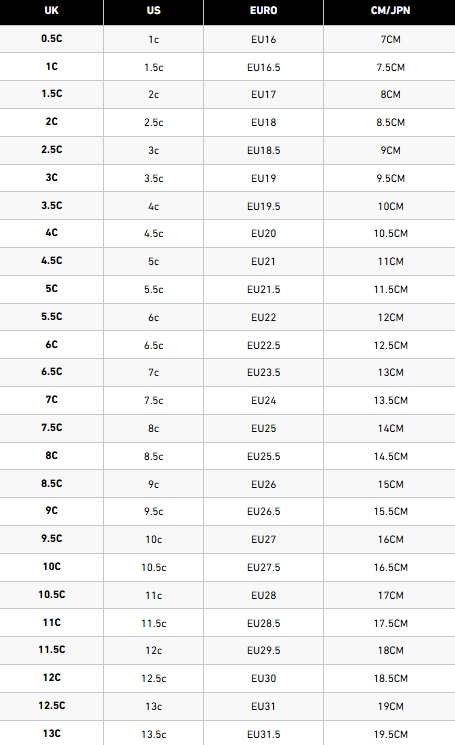 UK US EURO CM/JPN
0.5C 1c EU16 7CM
1C 1.5c EU16.5 7.5CM
1.5C 2c EU17 8CM
2C 2.5c EU18 8.5CM
2.5C 3c EU18.5 9CM
3C 3.5c EU19 9.5CM
3.5C 4c EU19.5 10CM
4C 4.5c EU20 10.5CM
4.5C 5c EU21 11CM
5C 5.5c EU21.5 11.5CM
5.5C 6c EU22 12CM
6C 6.5c EU22.5 12.5CM
6.5C 7c EU23.5 13CM
7C 7.5c EU24 13.5CM
7.5C 8c EU25 14CM
8C 8.5c EU25.5 14.5CM
8.5C 9c EU26 15CM
9C 9.5c EU26.5 15.5CM
9.5C 10c EU27 16CM
10C 10.5c EU27.5 16.5CM
10.5C 11c EU28 17CM
11C 11.5c EU28.5 17.5CM
11.5C 12c EU29.5 18CM
12C 12.5c EU30 18.5CM
12.5C 13c EU31 19CM
13C 13.5c EU31.5 19.5CM